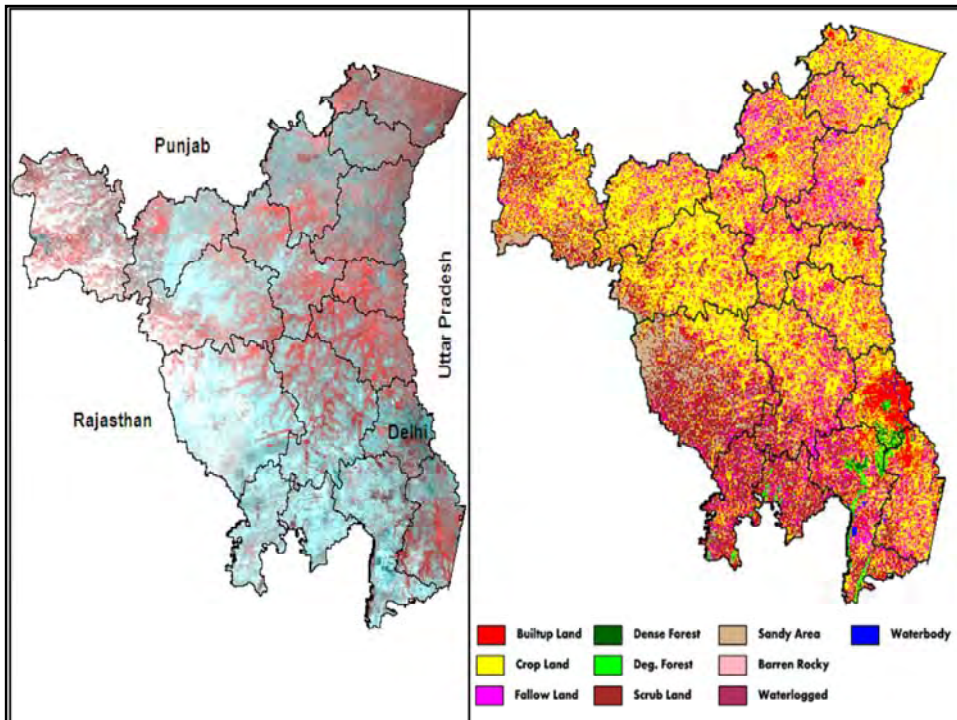 Punjab
Uttar Pradesh
Rajasthan
Delhi
Builtup Land
Dense Forest
Sandy Area
Waterbody
Crop Land
Deg. Forest
Barren Rocky
Fallow Land
Scrub Land
Waterlogged